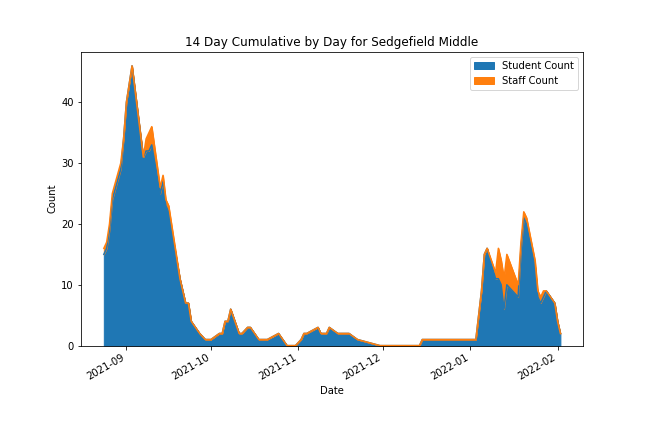 14 Day Cumulative by Day for Sedgefield Middle
Student Count
Staff Count
Count
40
30
20
10
0
2021-09
2021-10
2021-11
2021-12
2022-01
2022-02
Date